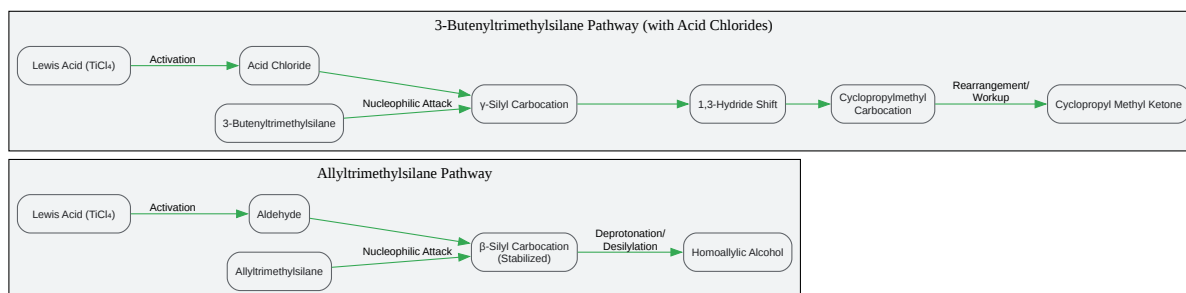 3-Butenyltrimethylsilane Pathway (with Acid Chlorides)
Lewis Acid (TiCl₄)
Activation
Acid Chloride
3-Butenyltrimethylsilane
Nucleophilic Attack
γ-Silyl Carbocation
1,3-Hydride Shift
Cyclopropylmethyl
Carbocation
Rearrangement/
Workup
Cyclopropyl Methyl Ketone
Allyltrimethylsilane Pathway
Lewis Acid (TiCl₄)
Activation
Aldehyde
Allyltrimethylsilane
Nucleophilic Attack
β-Silyl Carbocation
(Stabilized)
Deprotonation/
Desilylation
Homoallylic Alcohol